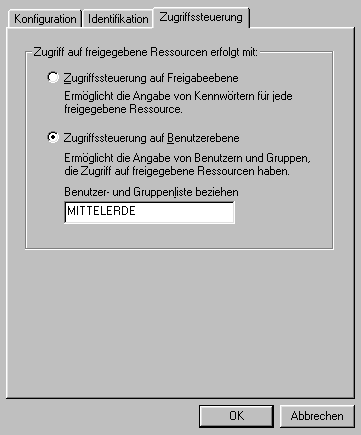 Konfiguration Identifikation Zugriffssteuerung
Zugriff auf freigegebene Ressourcen erfolgt mit:
Zugriffssteuerung auf Freigabeebene
Ermöglicht die Angabe von Kennwörtern für jede
freigegebene Ressource.
Zugriffssteuerung auf Benutzerebene
Ermöglicht die Angabe von Benutzern und Gruppen,
die Zugriff auf freigegebene Ressourcen haben.
Benutzer- und Gruppenliste beziehen
MITTELERDE
OK Abbrechen